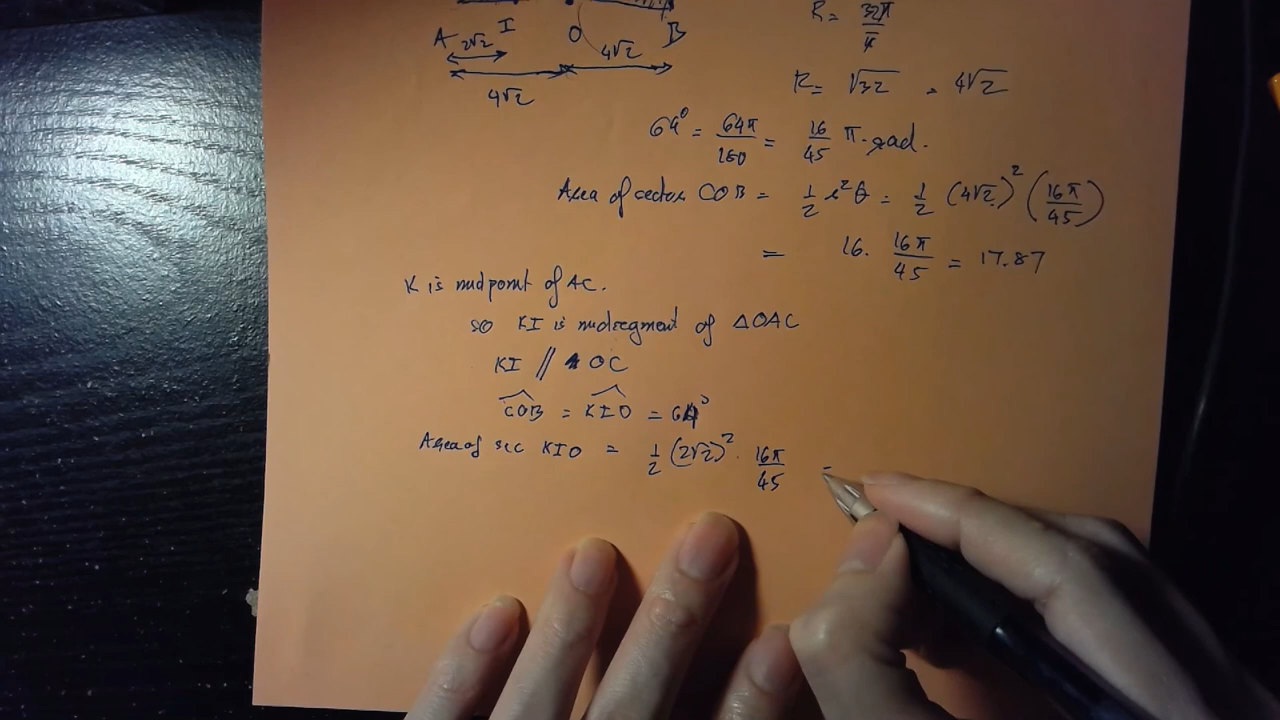 R = 32π / π
A 2√2 I O B
4√2
4√2
R = √32 = 4√2
64° = 64π / 180 = 16 / 45 π rad.
Area of sector COB = 1/2 r²θ = 1/2 (4√2)² (16π / 45)
= 16. 16π / 45 = 17.87
K is midpoint of AC.
so KI is midsegment of △OAC
KI // OC
COB = KIO = 64°
Area of sec KIO = 1/2 (2√2)² . 16π / 45 =